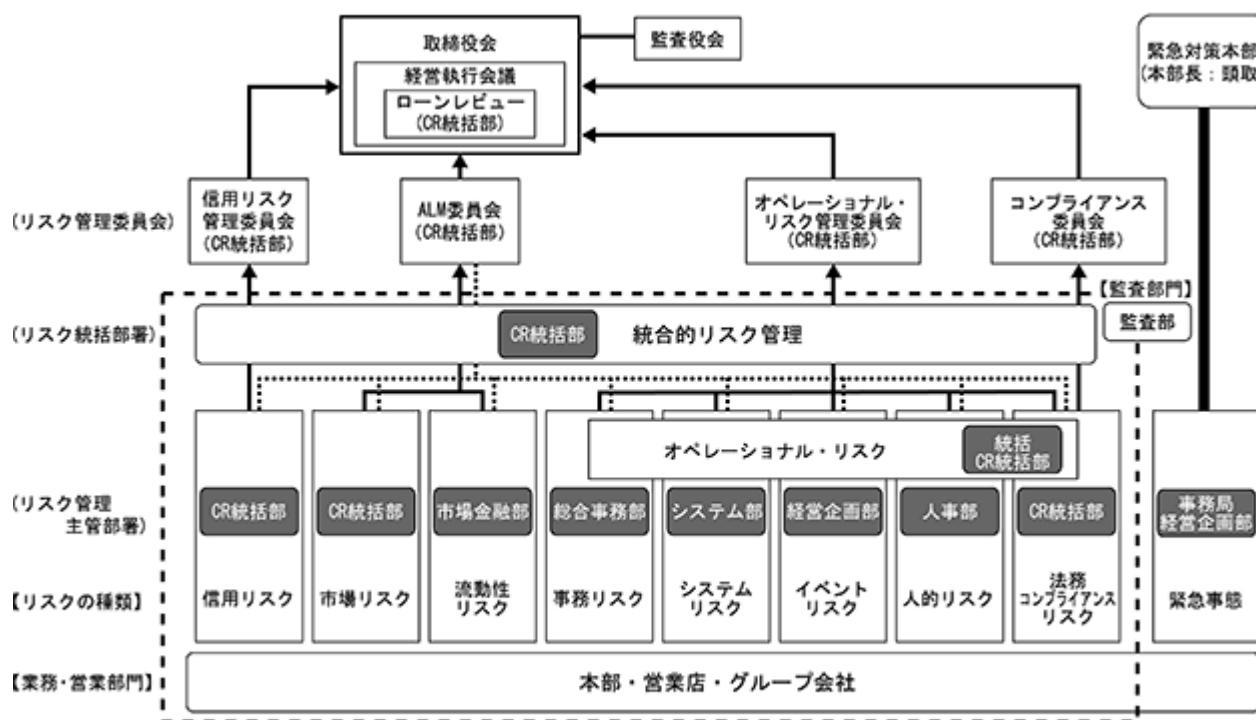 取締役会
監査役会
緊急対策本部
(本部長：頭取
経営執行会議
ローンレビュー
(CR統括部)
(リスク管理委員会)
信用リスク
管理委員会
(CR統括部)
ALM委員会
(CR統括部)
オペレーショナル・
リスク管理委員会
(CR統括部)
コンプライアンス
委員会
(CR統括部)
【監査部門】
監査部
(リスク統括部署)
CR統括部
統合的リスク管理
オペレーショナル・リスク
統括
CR統括部
(リスク管理
主管部署)
CR統括部
CR統括部
市場金融部
総合事務部
システム部
経営企画部
人事部
CR統括部
事務局
経営企画部
【リスクの種類】
信用リスク
市場リスク
流動性
リスク
事務リスク
システム
リスク
イベント
リスク
人的リスク
法務
コンプライアンス
リスク
緊急事態
【業務・営業部門】
本部・営業店・グループ会社